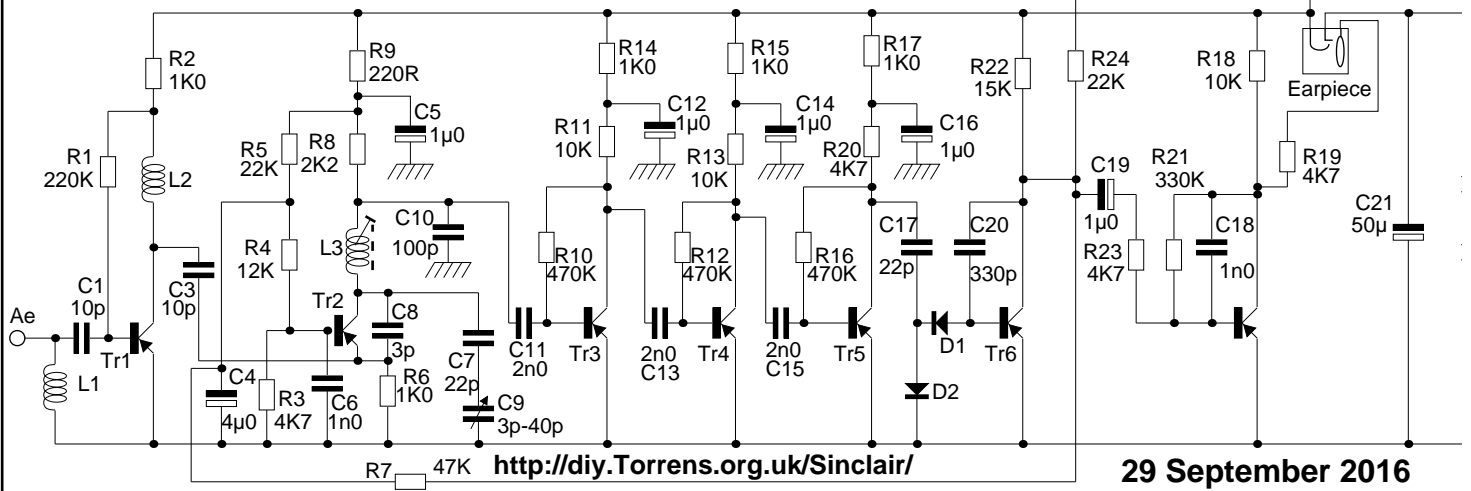 R2
1K0
R9
220R
R14
1K0
R15
1K0
R17
1K0
R22
15K
R24
22K
R18
10K
Earpiece
R1
220K
L2
R5
22K
R8
2K2
C5
1µ0
R11
10K
C12
1µ0
R13
10K
C14
1µ0
R20
4K7
C16
1µ0
C19
1µ0
R21
330K
R19
4K7
C21
50µ
R4
12K
L3
C10
100p
R10
470K
R12
470K
R16
470K
C17
22p
C20
330p
R23
4K7
C18
1n0
Ae
C1
10p
C3
10p
Tr1
L1
Tr2
C8
3p
C7
22p
C11
2n0
Tr3
2n0
C13
Tr4
2n0
C15
Tr5
D1
Tr6
C4
4µ0
R3
4K7
C6
1n0
R6
1K0
C9
3p-40p
D2
R7
47K
http://diy.Torrens.org.uk/Sinclair/
29 September 2016